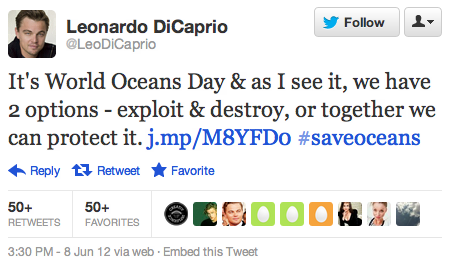 Leonardo DiCaprio
@LeoDiCaprio
Follow
It's World Oceans Day & as I see it, we have
2 options - exploit & destroy, or together we
can protect it. j.mp/M8YFD0 #saveoceans
Reply Retweet Favorite
50+ 50+
RETWEETS FAVORITES
3:30 PM - 8 Jun 12 via web · Embed this Tweet